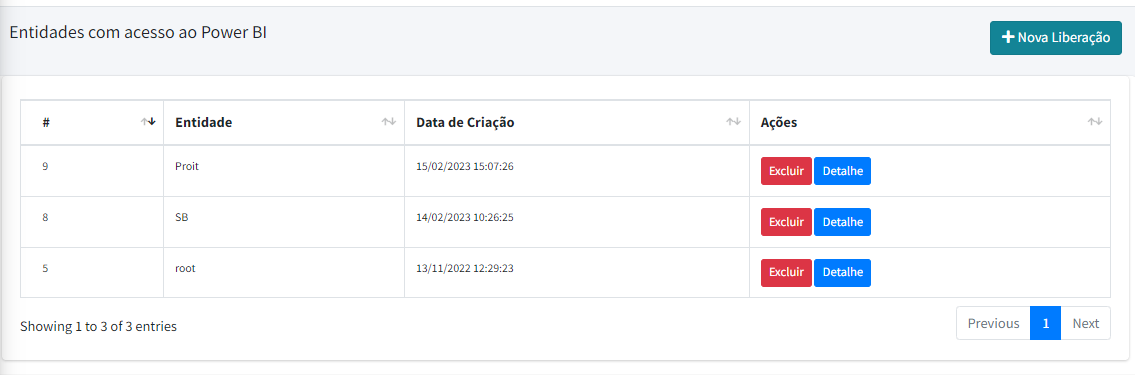 Entidades com acesso ao Power BI
Nova Liberação
# Entidade Data de Criação Ações
9 Proit 15/02/2023 15:07:26 Excluir Detalhe
8 SB 14/02/2023 10:26:25 Excluir Detalhe
5 root 13/11/2022 12:29:23 Excluir Detalhe
Showing 1 to 3 of 3 entries
Previous 1 Next